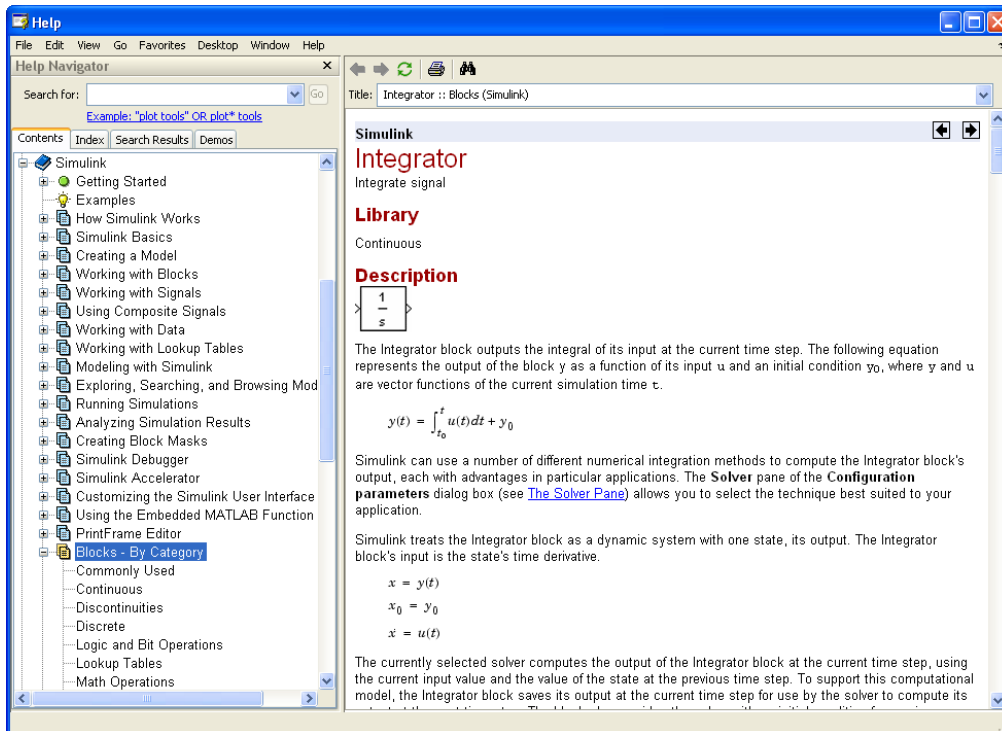 Help
File Edit View Go Favorites Desktop Window Help
Help Navigator
Search for: Go
Example: "plot tools" OR plot* tools
Contents Index Search Results Demos
Simulink
Getting Started
Examples
How Simulink Works
Simulink Basics
Creating a Model
Working with Blocks
Working with Signals
Using Composite Signals
Working with Data
Working with Lookup Tables
Modeling with Simulink
Exploring, Searching, and Browsing Mod
Running Simulations
Analyzing Simulation Results
Creating Block Masks
Simulink Debugger
Simulink Accelerator
Customizing the Simulink User Interface
Using the Embedded MATLAB Function
PrintFrame Editor
Blocks - By Category
Commonly Used
Continuous
Discontinuities
Discrete
Logic and Bit Operations
Lookup Tables
Math Operations
Title: Integrator :: Blocks (Simulink)
Simulink
Integrator
Integrate signal
Library
Continuous
Description
1
s
The Integrator block outputs the integral of its input at the current time step. The following equation
represents the output of the block y as a function of its input u and an initial condition y0, where y and u
are vector functions of the current simulation time t.
y(t) = ∫t0^t u(t)dt + y0
Simulink can use a number of different numerical integration methods to compute the Integrator block's
output, each with advantages in particular applications. The Solver pane of the Configuration
parameters dialog box (see The Solver Pane) allows you to select the technique best suited to your
application.
Simulink treats the Integrator block as a dynamic system with one state, its output. The Integrator
block's input is the state's time derivative.
x = y(t)
x0 = y0
ẋ = u(t)
The currently selected solver computes the output of the Integrator block at the current time step, using
the current input value and the value of the state at the previous time step. To support this computational
model, the Integrator block saves its output at the current time step for use by the solver to compute its